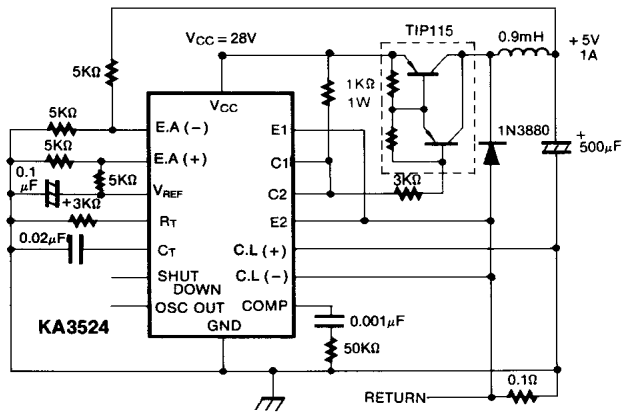 TIP115
0.9mH
+5V
1A
VCC = 28V
5KΩ
1KΩ
1W
5KΩ
5KΩ
0.1
μF
+
5KΩ
3KΩ
0.02μF
VCC
E.A (−)
E.A (+)
VREF
RT
CT
SHUT
DOWN
OSC OUT
GND
E1
C1
C2
E2
C.L (+)
C.L (−)
COMP
3KΩ
1N3880
+
500μF
0.001μF
50KΩ
KA3524
0.1Ω
RETURN